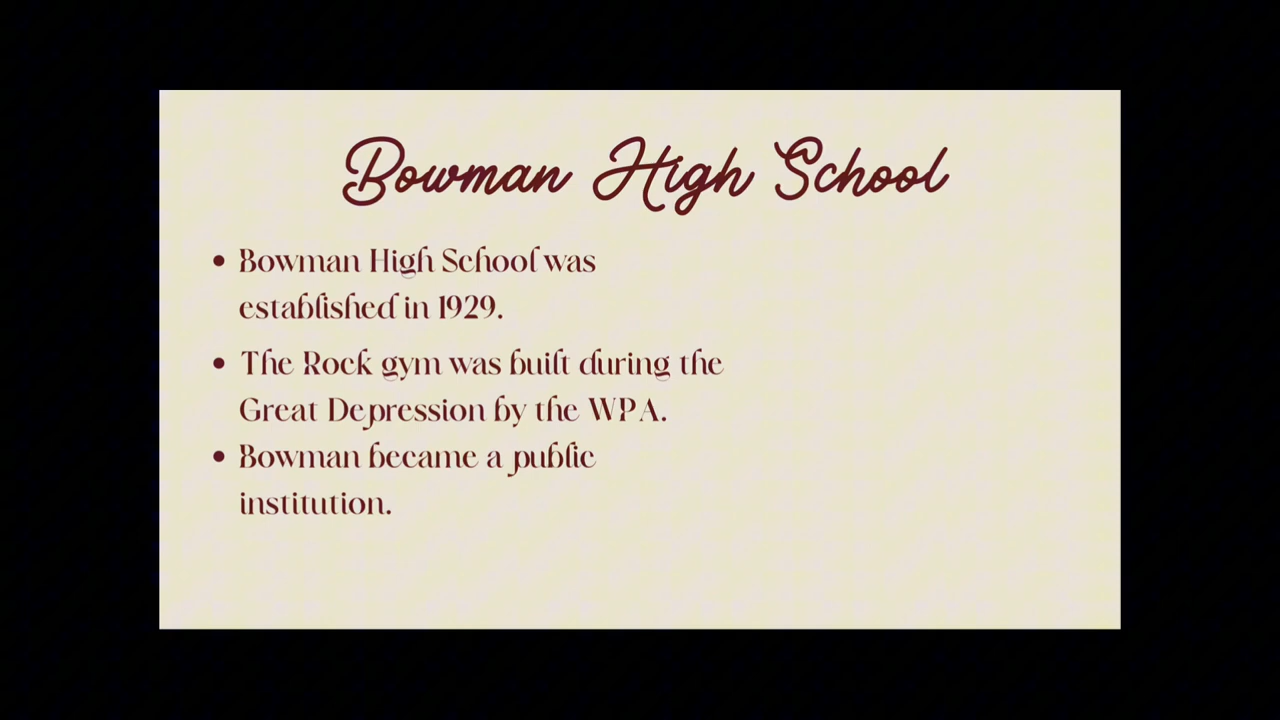 Bowman High School
• Bowman High School was
established in 1929.
• The Rock gym was built during the
Great Depression by the WPA.
• Bowman became a public
institution.